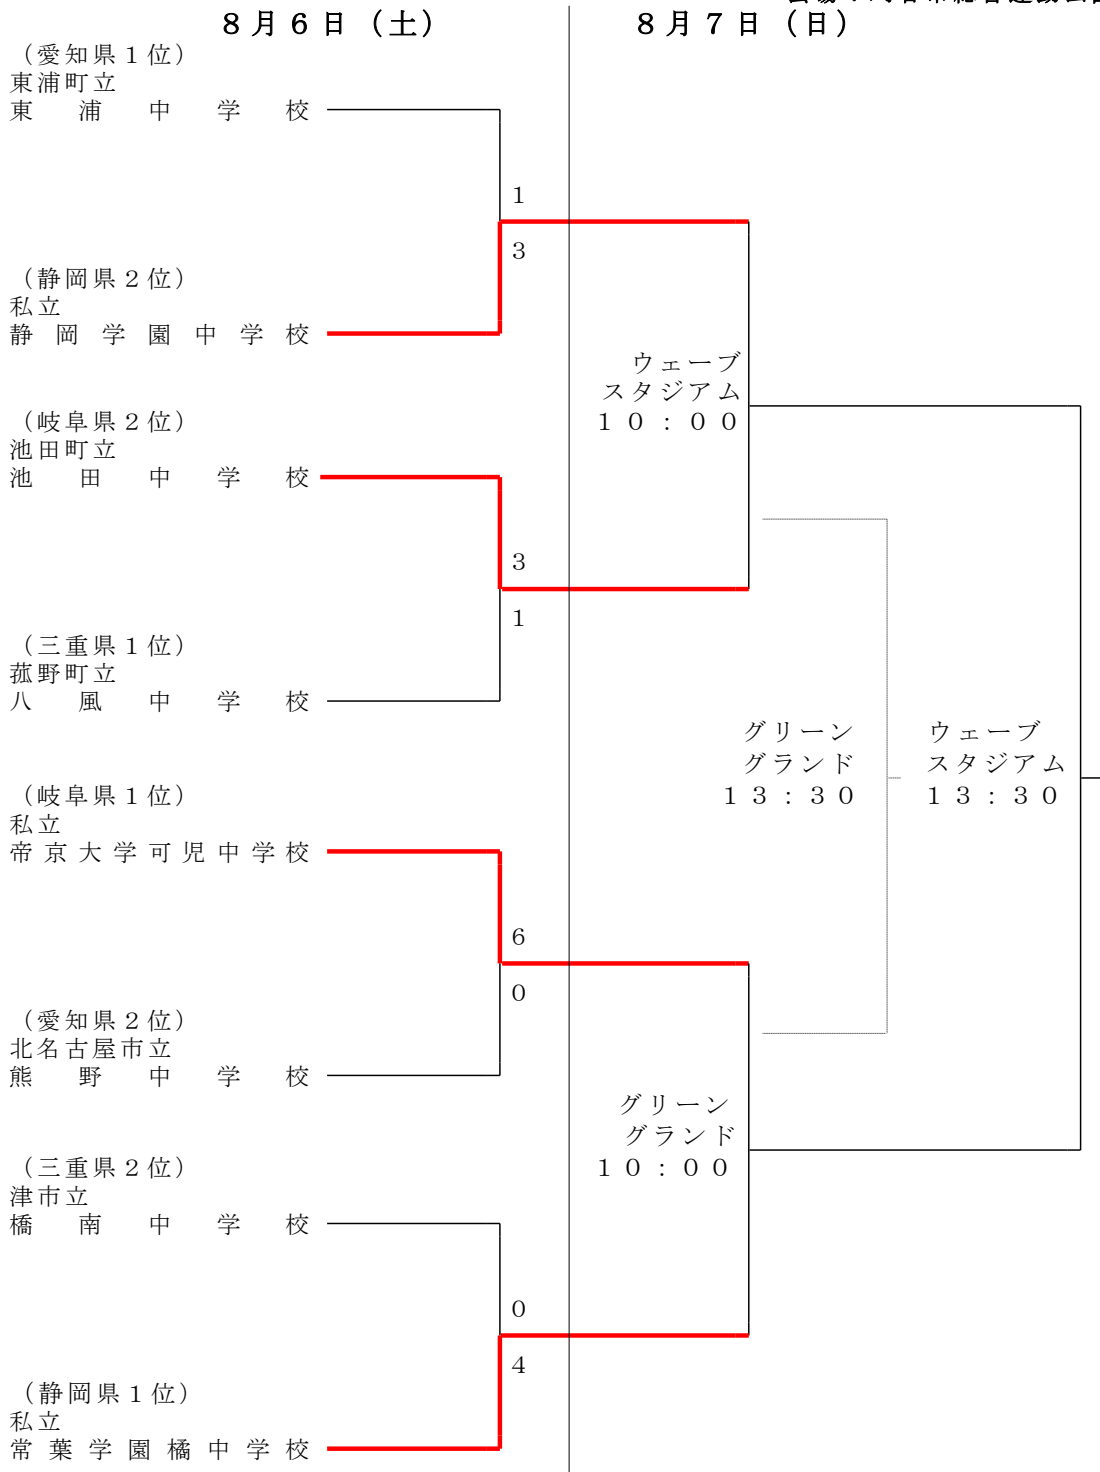 8月6日（土）
8月7日（日）
（愛知県１位）
東浦町立
東浦中学校
1
3
（静岡県２位）
私立
静岡学園中学校
ウェーブ
スタジアム
１０：００
（岐阜県２位）
池田町立
池田中学校
3
1
（三重県１位）
菰野町立
八風中学校
グリーン
グランド
１３：３０
ウェーブ
スタジアム
１３：３０
（岐阜県１位）
私立
帝京大学可児中学校
6
0
（愛知県２位）
北名古屋市立
熊野中学校
グリーン
グランド
１０：００
（三重県２位）
津市立
橋南中学校
0
4
（静岡県１位）
私立
常葉学園橘中学校